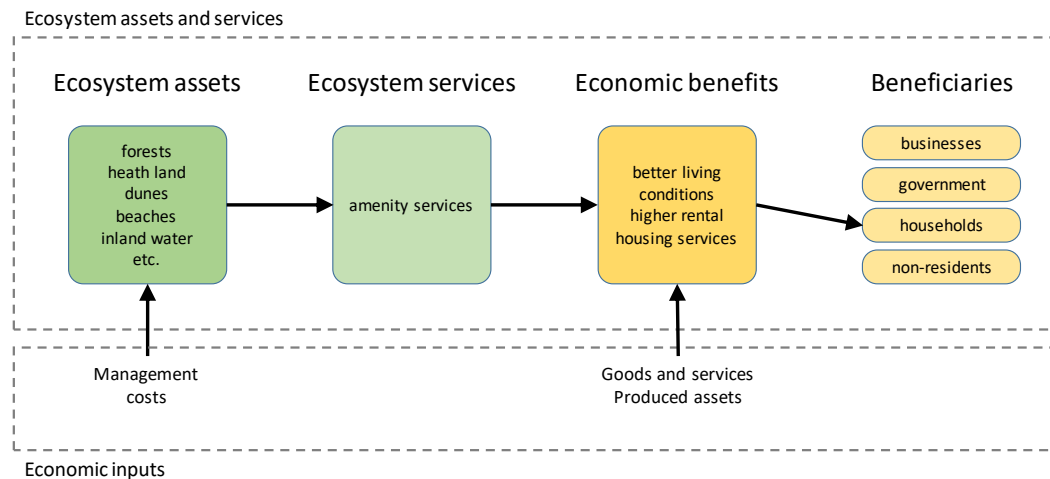 Ecosystem assets and services
Ecosystem assets
Ecosystem services
Economic benefits
Beneficiaries
forests
heath land
dunes
beaches
inland water
etc.
amenity services
better living
conditions
higher rental
housing services
businesses
government
households
non-residents
Management
costs
Goods and services
Produced assets
Economic inputs